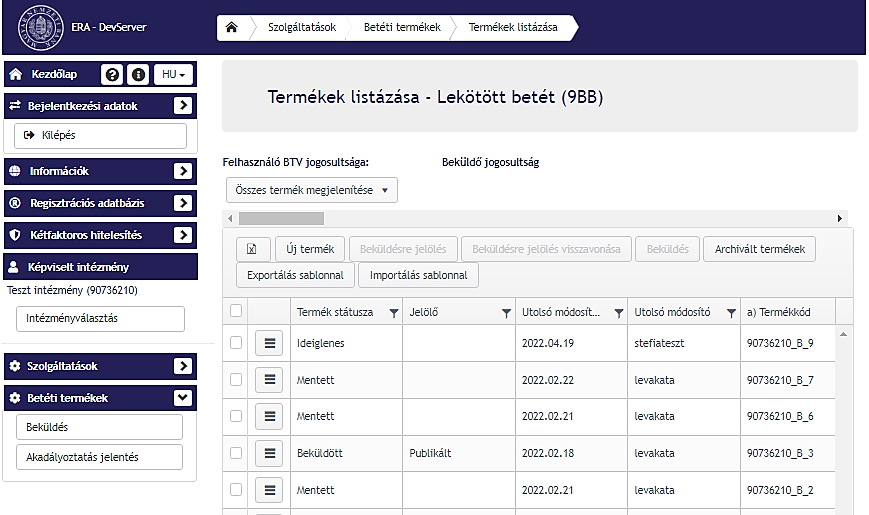 MAGYAR NEMZETI BANK
ERA - DevServer
Szolgáltatások
Betéti termékek
Termékek listázása
Kezdőlap
HU
Bejelentkezési adatok
Kilépés
Információk
Regisztrációs adatbázis
Kétfaktoros hitelesítés
Képviselt intézmény
Teszt intézmény (90736210)
Intézményválasztás
Szolgáltatások
Betéti termékek
Beküldés
Akadályoztatás jelentés
Termékek listázása - Lekötött betét (9BB)
Felhasználó BTV jogosultsága: Beküldő jogosultság
Összes termék megjelenítése
Új termék Beküldésre jelölés Beküldésre jelölés visszavonása Beküldés Archivált termékek
Exportálás sablonnal Importálás sablonnal
Termék státusza Jelölő Utolsó módosít... Utolsó módosító a) Termékkód
Ideiglenes 2022.04.19 stefiateszt 90736210_B_9
Mentett 2022.02.22 levakata 90736210_B_7
Mentett 2022.02.21 levakata 90736210_B_6
Beküldött Publikált 2022.02.18 levakata 90736210_B_3
Mentett 2022.02.21 levakata 90736210_B_2